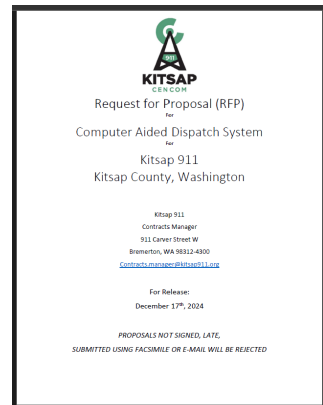 911
KITSAP
CENCOM
Request for Proposal (RFP)
For
Computer Aided Dispatch System
For
Kitsap 911
Kitsap County, Washington
Kitsap 911
Contracts Manager
911 Carver Street W
Bremerton, WA 98312-4300
Contracts.manager@kitsap911.org
For Release:
December 17th, 2024
PROPOSALS NOT SIGNED, LATE,
SUBMITTED USING FACSIMILE OR E-MAIL WILL BE REJECTED